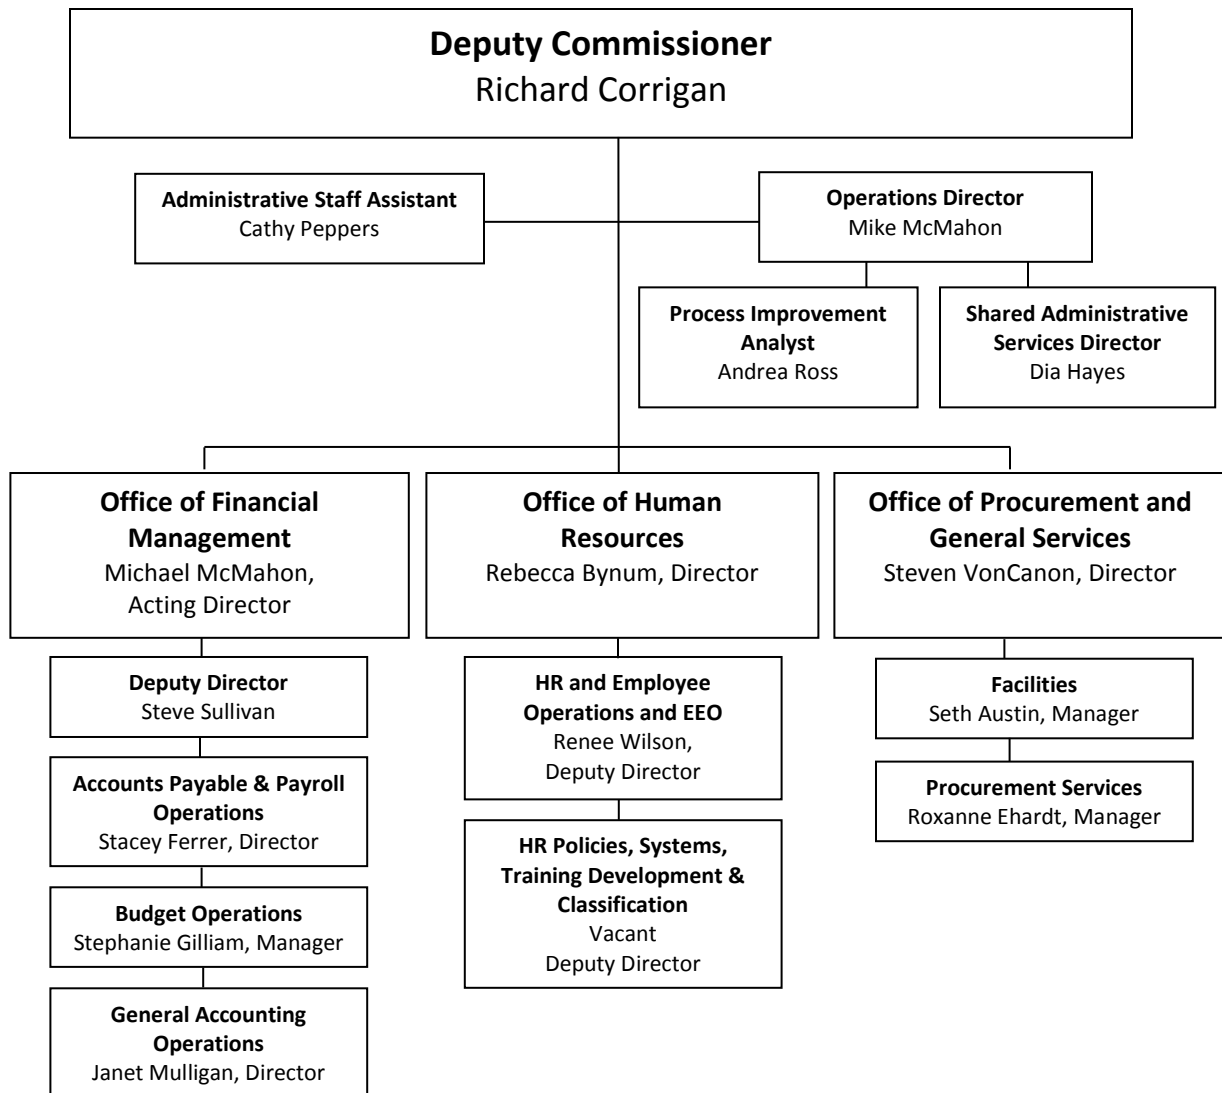 Deputy Commissioner
Richard Corrigan
Administrative Staff Assistant
Cathy Peppers
Operations Director
Mike McMahon
Process Improvement
Analyst
Andrea Ross
Shared Administrative
Services Director
Dia Hayes
Office of Financial
Management
Michael McMahon,
Acting Director
Office of Human
Resources
Rebecca Bynum, Director
Office of Procurement and
General Services
Steven VonCanon, Director
Deputy Director
Steve Sullivan
Accounts Payable & Payroll
Operations
Stacey Ferrer, Director
Budget Operations
Stephanie Gilliam, Manager
General Accounting
Operations
Janet Mulligan, Director
HR and Employee
Operations and EEO
Renee Wilson,
Deputy Director
HR Policies, Systems,
Training Development &
Classification
Vacant
Deputy Director
Facilities
Seth Austin, Manager
Procurement Services
Roxanne Ehardt, Manager